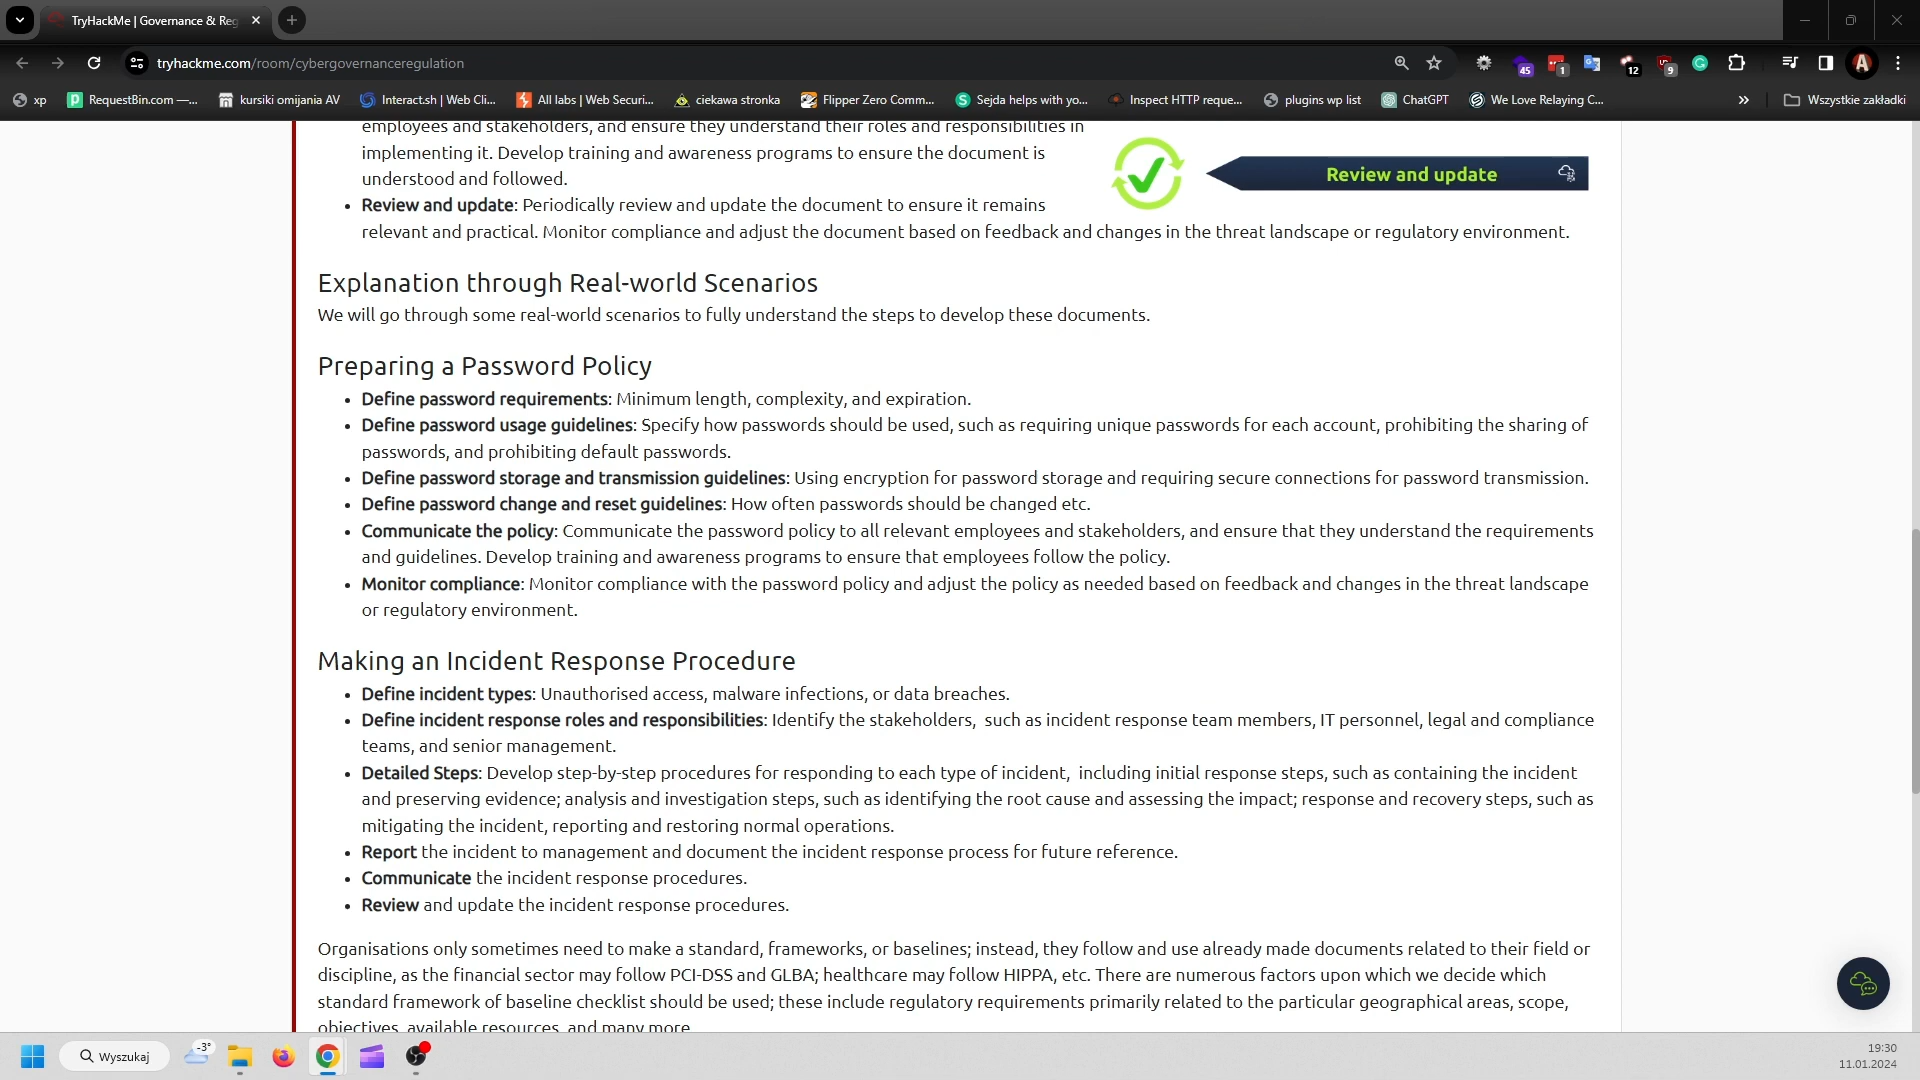 TryHackMe | Governance & Reg
tryhackme.com/room/cybergovernanceregulation
45
1
12
9
A
xp
RequestBin.com —...
kursiki omijania AV
Interact.sh | Web Cli...
All labs | Web Securi...
ciekawa stronka
Flipper Zero Comm...
Sejda helps with yo...
Inspect HTTP reque...
plugins wp list
ChatGPT
We Love Relaying C...
Wszystkie zakładki
employees and stakeholders, and ensure they understand their roles and responsibilities in
implementing it. Develop training and awareness programs to ensure the document is
understood and followed.
Review and update
• Review and update: Periodically review and update the document to ensure it remains
relevant and practical. Monitor compliance and adjust the document based on feedback and changes in the threat landscape or regulatory environment.
Explanation through Real-world Scenarios
We will go through some real-world scenarios to fully understand the steps to develop these documents.
Preparing a Password Policy
• Define password requirements: Minimum length, complexity, and expiration.
• Define password usage guidelines: Specify how passwords should be used, such as requiring unique passwords for each account, prohibiting the sharing of
passwords, and prohibiting default passwords.
• Define password storage and transmission guidelines: Using encryption for password storage and requiring secure connections for password transmission.
• Define password change and reset guidelines: How often passwords should be changed etc.
• Communicate the policy: Communicate the password policy to all relevant employees and stakeholders, and ensure that they understand the requirements
and guidelines. Develop training and awareness programs to ensure that employees follow the policy.
• Monitor compliance: Monitor compliance with the password policy and adjust the policy as needed based on feedback and changes in the threat landscape
or regulatory environment.
Making an Incident Response Procedure
• Define incident types: Unauthorised access, malware infections, or data breaches.
• Define incident response roles and responsibilities: Identify the stakeholders, such as incident response team members, IT personnel, legal and compliance
teams, and senior management.
• Detailed Steps: Develop step-by-step procedures for responding to each type of incident, including initial response steps, such as containing the incident
and preserving evidence; analysis and investigation steps, such as identifying the root cause and assessing the impact; response and recovery steps, such as
mitigating the incident, reporting and restoring normal operations.
• Report the incident to management and document the incident response process for future reference.
• Communicate the incident response procedures.
• Review and update the incident response procedures.
Organisations only sometimes need to make a standard, frameworks, or baselines; instead, they follow and use already made documents related to their field or
discipline, as the financial sector may follow PCI-DSS and GLBA; healthcare may follow HIPPA, etc. There are numerous factors upon which we decide which
standard framework of baseline checklist should be used; these include regulatory requirements primarily related to the particular geographical areas, scope,
objectives, available resources, and many more.
-3°
Wyszukaj
19:30
11.01.2024